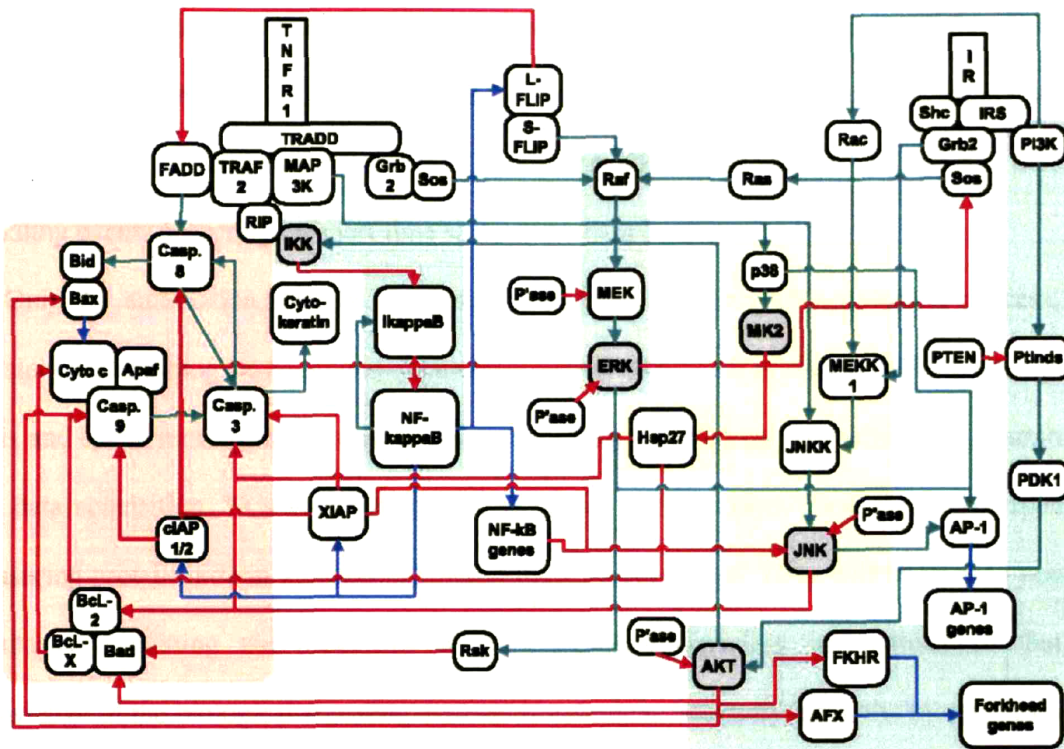 TNFR1
TRADD
FADD
TRAF
2
MAP
3K
Grb
2
Sos
RIP
IKK
L-
FLIP
S-
FLIP
Raf
Ras
Rac
IR
Shc
IRS
Grb2
PI3K
Sos
Casp.
8
Bid
Bax
Cyto c
Apaf
Casp.
9
Casp.
3
Cyto-
keratin
IkappaB
NF-
kappaB
P'ase
MEK
ERK
P'ase
p38
MK2
MEKK
1
PTEN
PtInds
Hsp27
JNKK
PDK1
cIAP
1/2
XIAP
NF-kB
genes
P'ase
JNK
AP-1
AP-1
genes
BcL-
2
BcL-
X
Bad
Rsk
P'ase
AKT
FKHR
AFX
Forkhead
genes